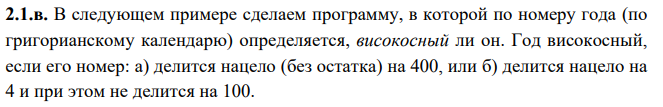 2.1.в. В следующем примере сделаем программу, в которой по номеру года (по
григорианскому календарю) определяется, високосный ли он. Год високосный,
если его номер: а) делится нацело (без остатка) на 400, или б) делится нацело на
4 и при этом не делится на 100.